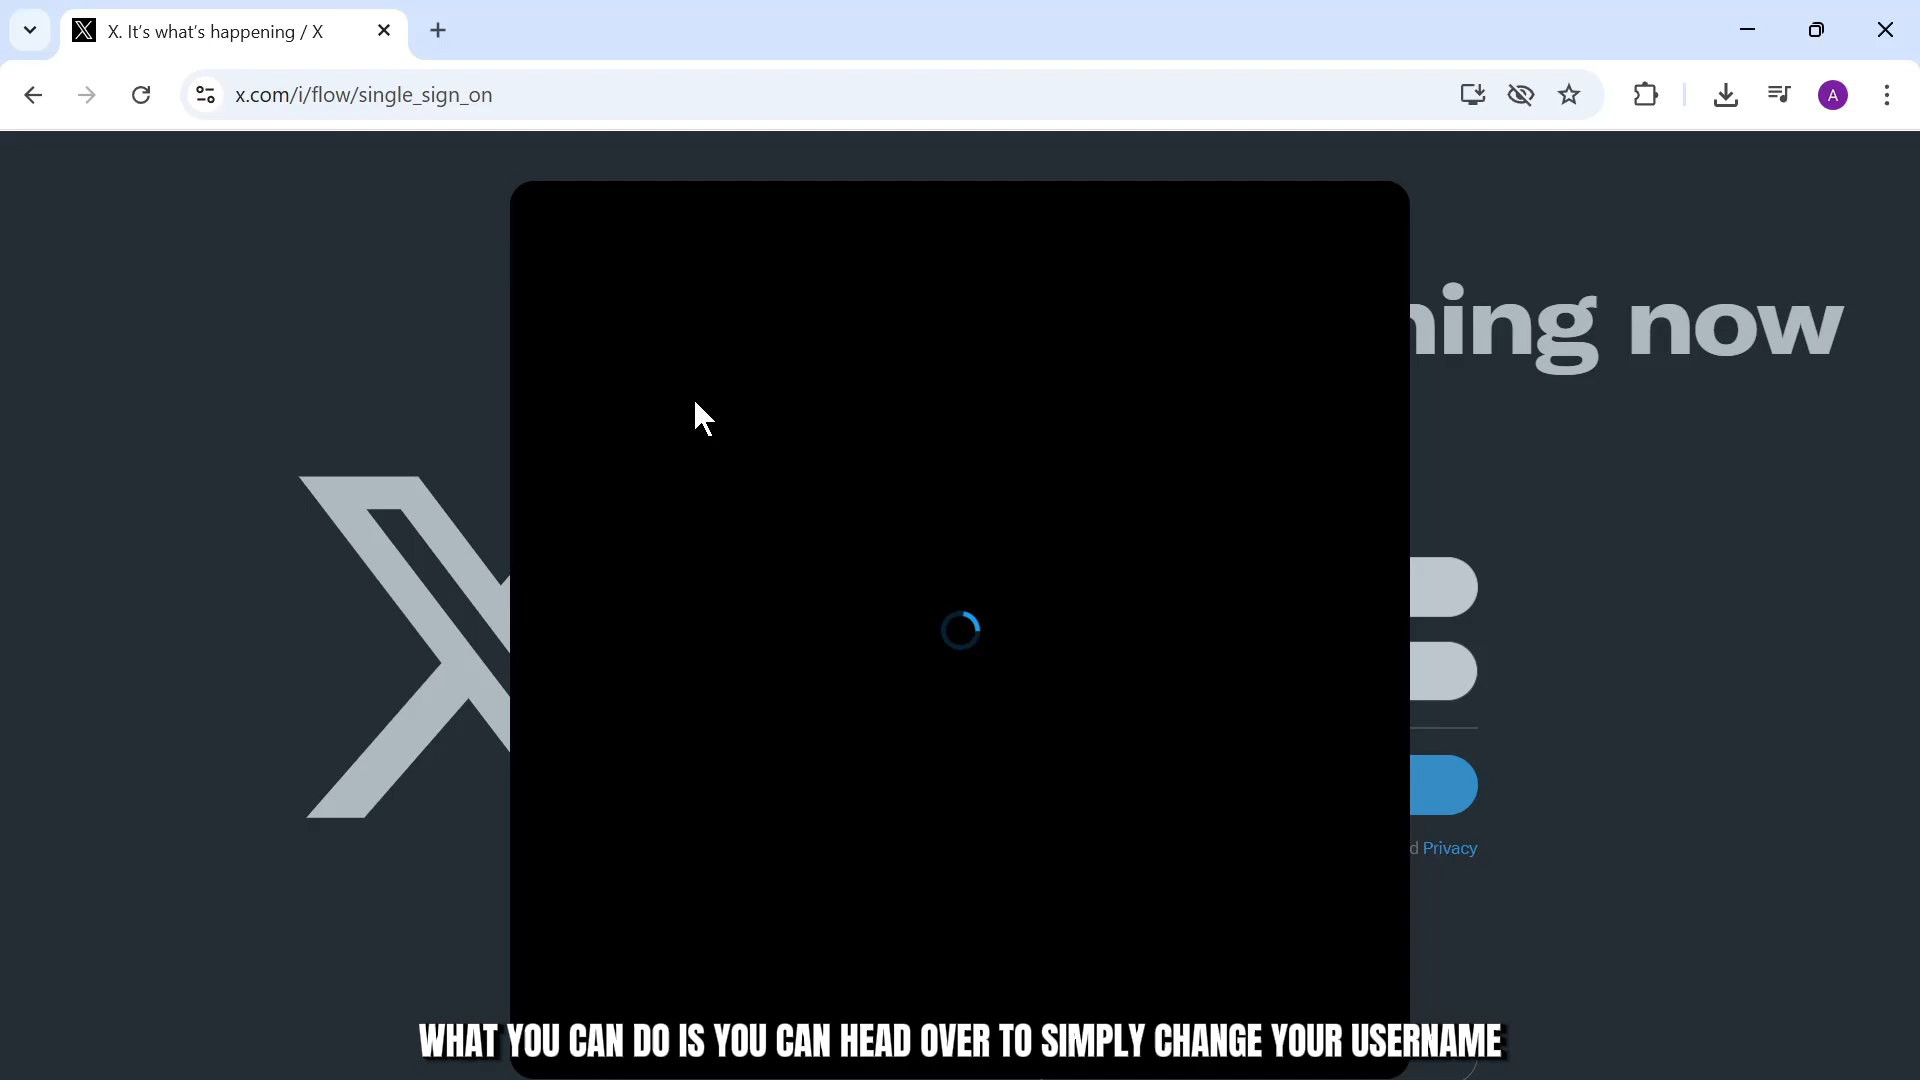 X. It's what's happening / X
x.com/i/flow/single_sign_on
A
ning now
d Privacy
WHAT YOU CAN DO IS YOU CAN HEAD OVER TO SIMPLY CHANGE YOUR USERNAME